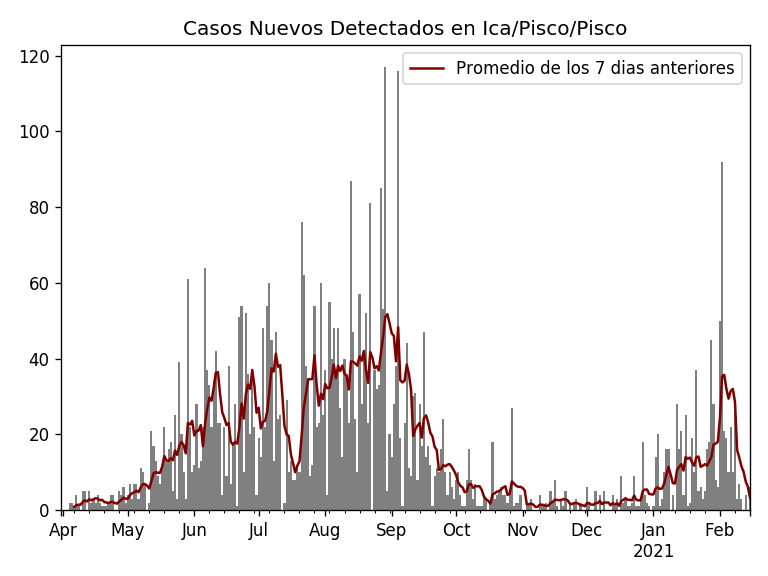 Casos Nuevos Detectados en Ica/Pisco/Pisco
Promedio de los 7 dias anteriores
120
100
80
60
40
20
0
Apr May Jun Jul Aug Sep Oct Nov Dec Jan Feb
2021